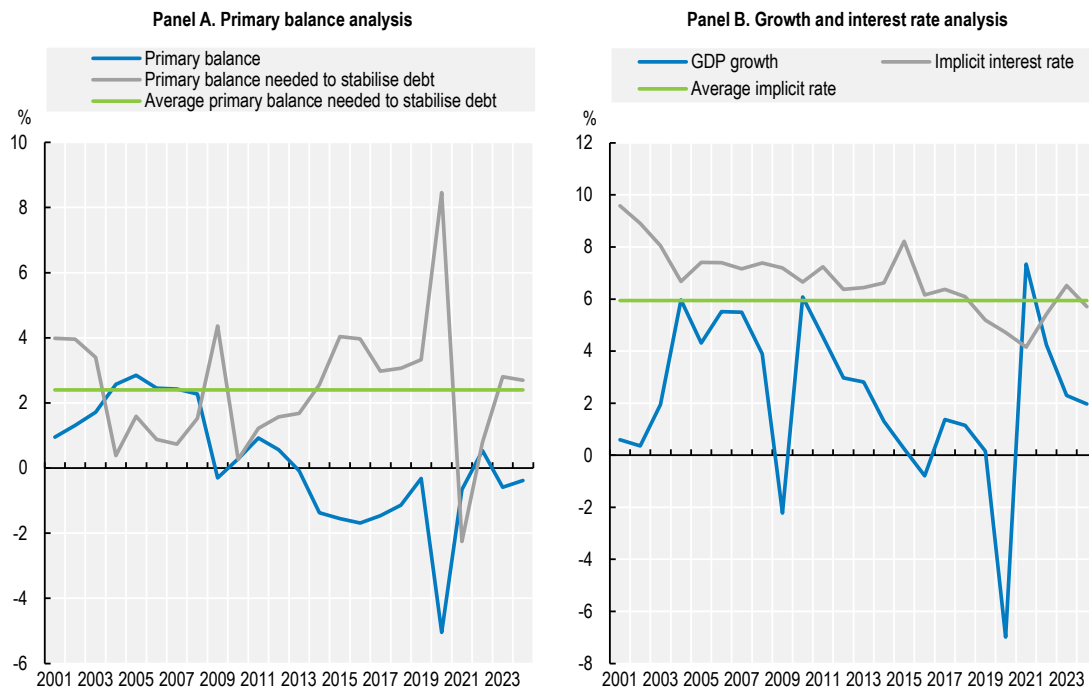 Panel A. Primary balance analysis
Primary balance
Primary balance needed to stabilise debt
Average primary balance needed to stabilise debt
%
10
8
6
4
2
0
-2
-4
-6
2001 2003 2005 2007 2009 2011 2013 2015 2017 2019 2021 2023
Panel B. Growth and interest rate analysis
GDP growth Implicit interest rate
Average implicit rate
%
12
10
8
6
4
2
0
-2
-4
-6
-8
2001 2003 2005 2007 2009 2011 2013 2015 2017 2019 2021 2023